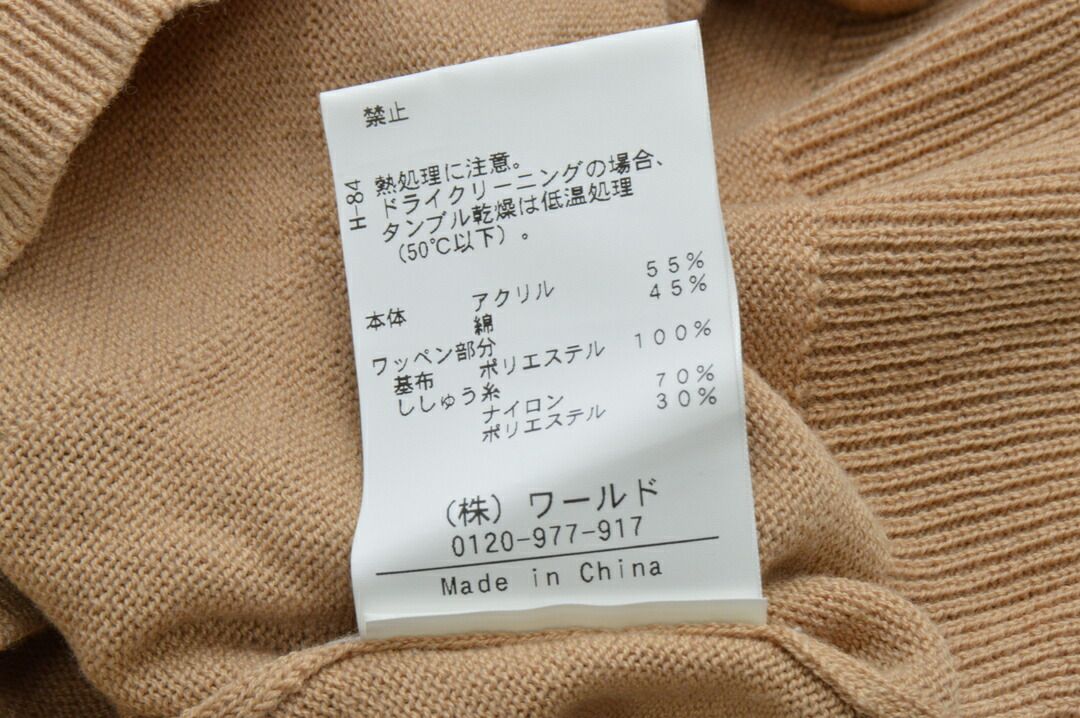 禁止
H-84
熱処理に注意。
ドライクリーニングの場合、
タンブル乾燥は低温処理
(50℃以下)。
本体 アクリル 55%
綿 45%
ワッペン部分
基布 ポリエステル 100%
ししゅう糸
ナイロン 70%
ポリエステル 30%
(株) ワールド
0120-977-917
Made in China